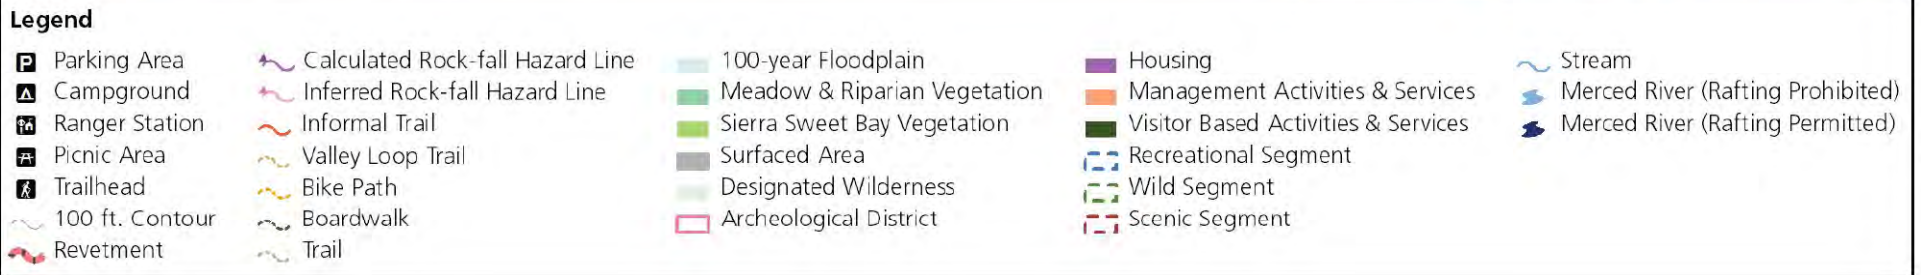 Legend
Parking Area
Campground
Ranger Station
Picnic Area
Trailhead
100 ft. Contour
Revetment
Calculated Rock-fall Hazard Line
Inferred Rock-fall Hazard Line
Informal Trail
Valley Loop Trail
Bike Path
Boardwalk
Trail
100-year Floodplain
Meadow & Riparian Vegetation
Sierra Sweet Bay Vegetation
Surfaced Area
Designated Wilderness
Archeological District
Housing
Management Activities & Services
Visitor Based Activities & Services
Recreational Segment
Wild Segment
Scenic Segment
Stream
Merced River (Rafting Prohibited)
Merced River (Rafting Permitted)